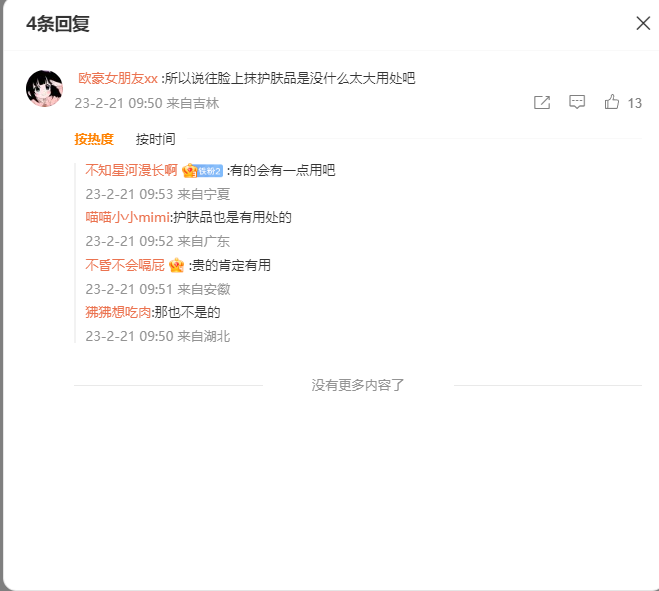 4条回复
欧豪女朋友xx :所以说往脸上抹护肤品是没什么太大用处吧
23-2-21 09:50 来自吉林
13
按热度 按时间
不知星河漫长啊 铁粉2 :有的会有一点用吧
23-2-21 09:53 来自宁夏
喵喵小小mimi:护肤品也是有用处的
23-2-21 09:52 来自广东
不昏不会嗝屁 :贵的肯定有用
23-2-21 09:51 来自安徽
狒狒想吃肉:那也不是的
23-2-21 09:50 来自湖北
没有更多内容了